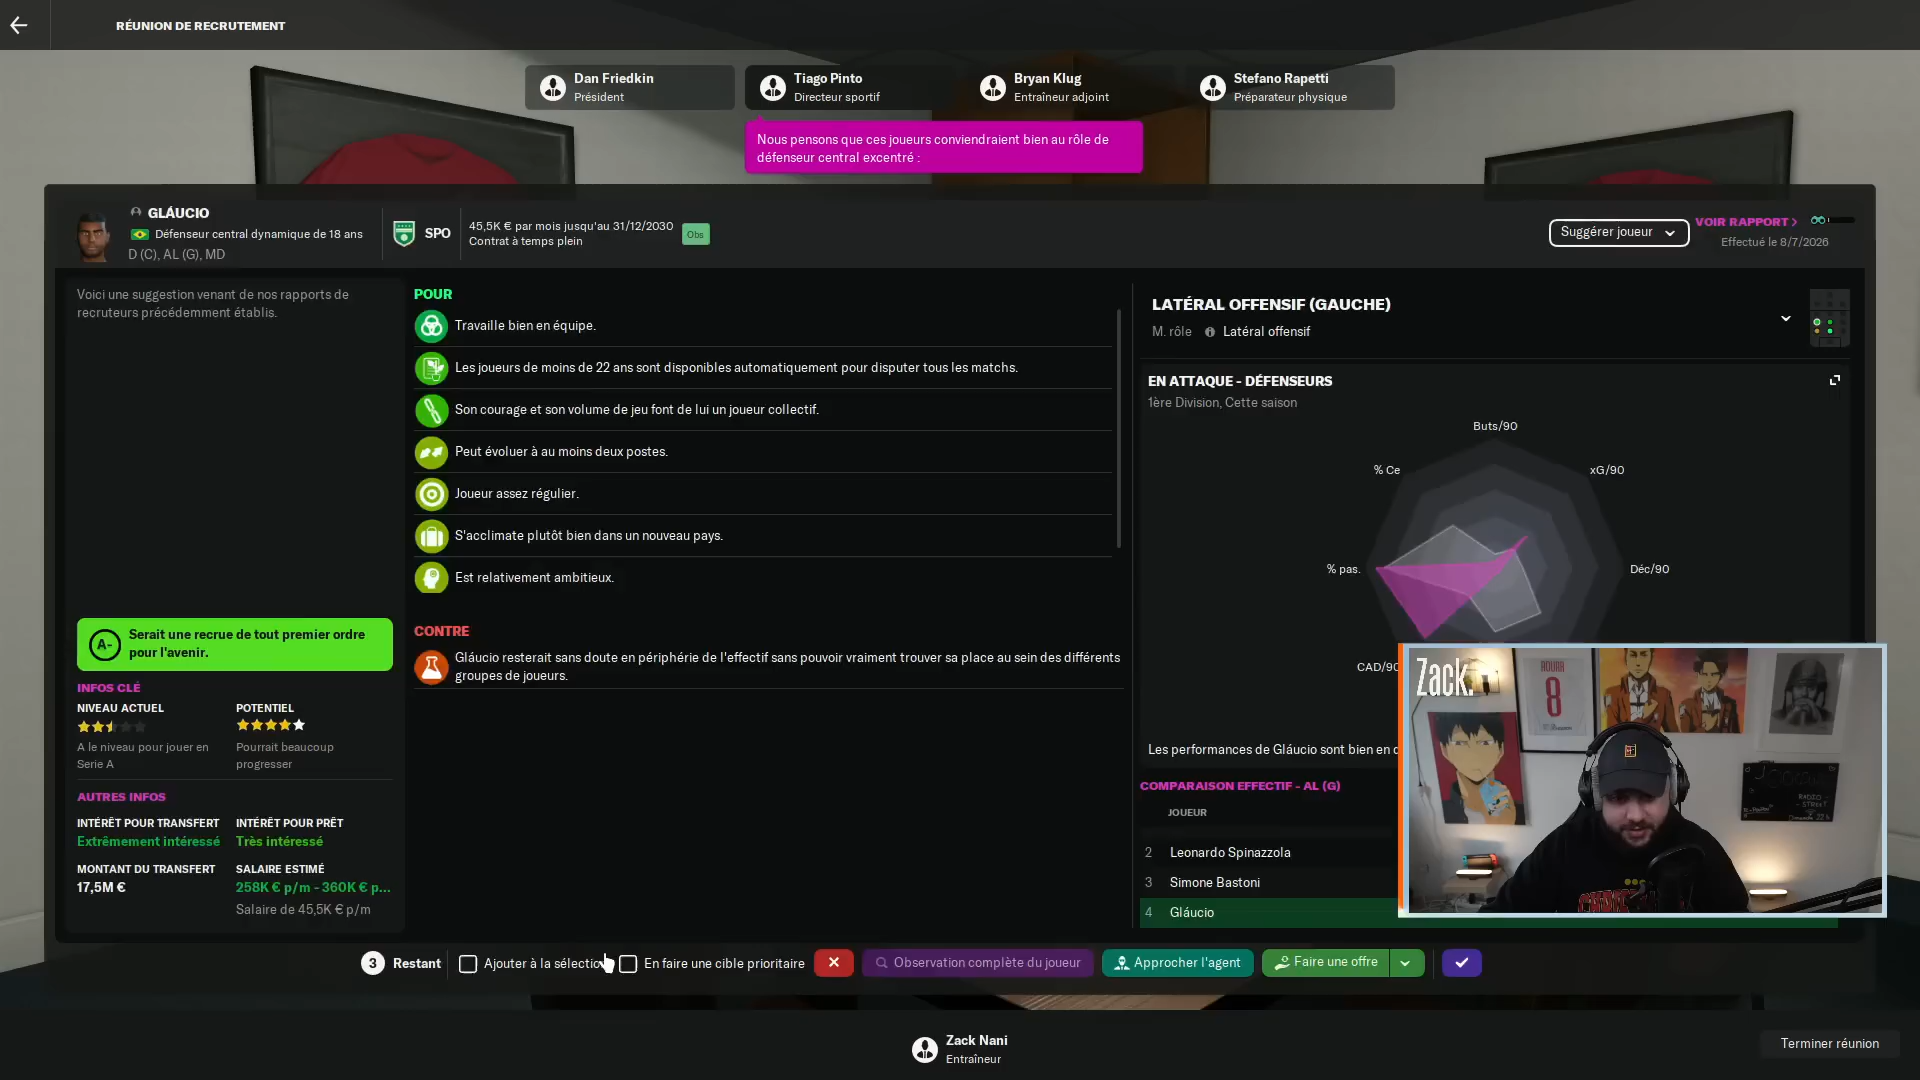 RÉUNION DE RECRUTEMENT
Dan Friedkin
Président
Tiago Pinto
Directeur sportif
Bryan Klug
Entraîneur adjoint
Stefano Rapetti
Préparateur physique
Nous pensons que ces joueurs conviendraient bien au rôle de
défenseur central excentré :
GLÁUCIO
Défenseur central dynamique de 18 ans
D (C), AL (G), MD
SPO
45,5K € par mois jusqu'au 31/12/2030
Contrat à temps plein
Obs
Suggérer joueur
VOIR RAPPORT >
Effectué le 8/7/2026
Voici une suggestion venant de nos rapports de
recruteurs précédemment établis.
A-
Serait une recrue de tout premier ordre
pour l'avenir.
INFOS CLÉ
NIVEAU ACTUEL
A le niveau pour jouer en
Serie A
POTENTIEL
Pourrait beaucoup
progresser
AUTRES INFOS
INTÉRÊT POUR TRANSFERT
Extrêmement intéressé
INTÉRÊT POUR PRÊT
Très intéressé
MONTANT DU TRANSFERT
17,5M €
SALAIRE ESTIMÉ
258K € p/m - 360K € p...
Salaire de 45,5K € p/m
POUR
Travaille bien en équipe.
Les joueurs de moins de 22 ans sont disponibles automatiquement pour disputer tous les matchs.
Son courage et son volume de jeu font de lui un joueur collectif.
Peut évoluer à au moins deux postes.
Joueur assez régulier.
S'acclimate plutôt bien dans un nouveau pays.
Est relativement ambitieux.
CONTRE
Gláucio resterait sans doute en périphérie de l'effectif sans pouvoir vraiment trouver sa place au sein des différents
groupes de joueurs.
LATÉRAL OFFENSIF (GAUCHE)
M. rôle
Latéral offensif
EN ATTAQUE - DÉFENSEURS
1ère Division, Cette saison
Buts/90
% Ce
xG/90
% pas.
Déc/90
CAD/90
Les performances de Gláucio sont bien en d
COMPARAISON EFFECTIF - AL (G)
JOUEUR
2 Leonardo Spinazzola
3 Simone Bastoni
4 Gláucio
Zack.
8
3 Restant
Ajouter à la sélectio
En faire une cible prioritaire
Observation complète du joueur
Approcher l'agent
Faire une offre
Zack Nani
Entraîneur
Terminer réunion